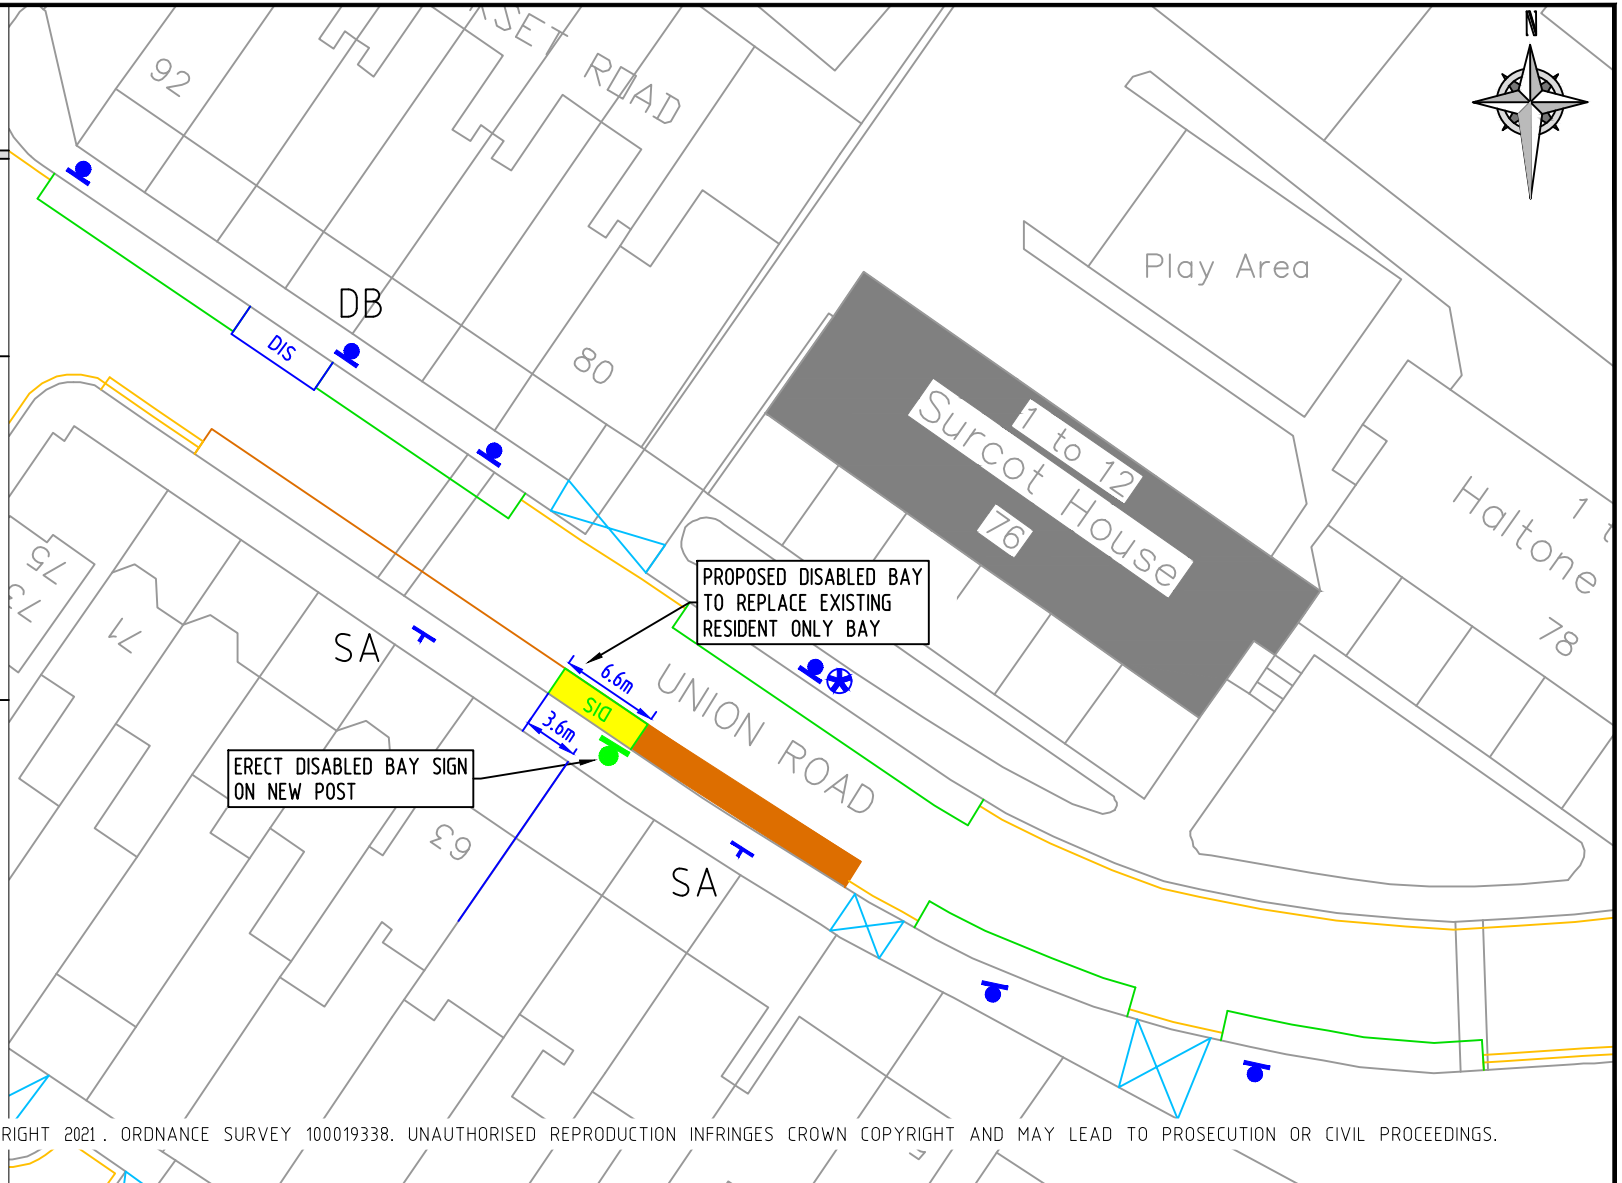 N
RSET ROAD
92
Play Area
DB
DIS
80
1 to 12
Surcot House
76
Haltone
78
75
73
71
SA
PROPOSED DISABLED BAY
TO REPLACE EXISTING
RESIDENT ONLY BAY
6.6m
DIS
3.6m
UNION ROAD
ERECT DISABLED BAY SIGN
ON NEW POST
63
SA
RIGHT 2021. ORDNANCE SURVEY 100019338. UNAUTHORISED REPRODUCTION INFRINGES CROWN COPYRIGHT AND MAY LEAD TO PROSECUTION OR CIVIL PROCEEDINGS.